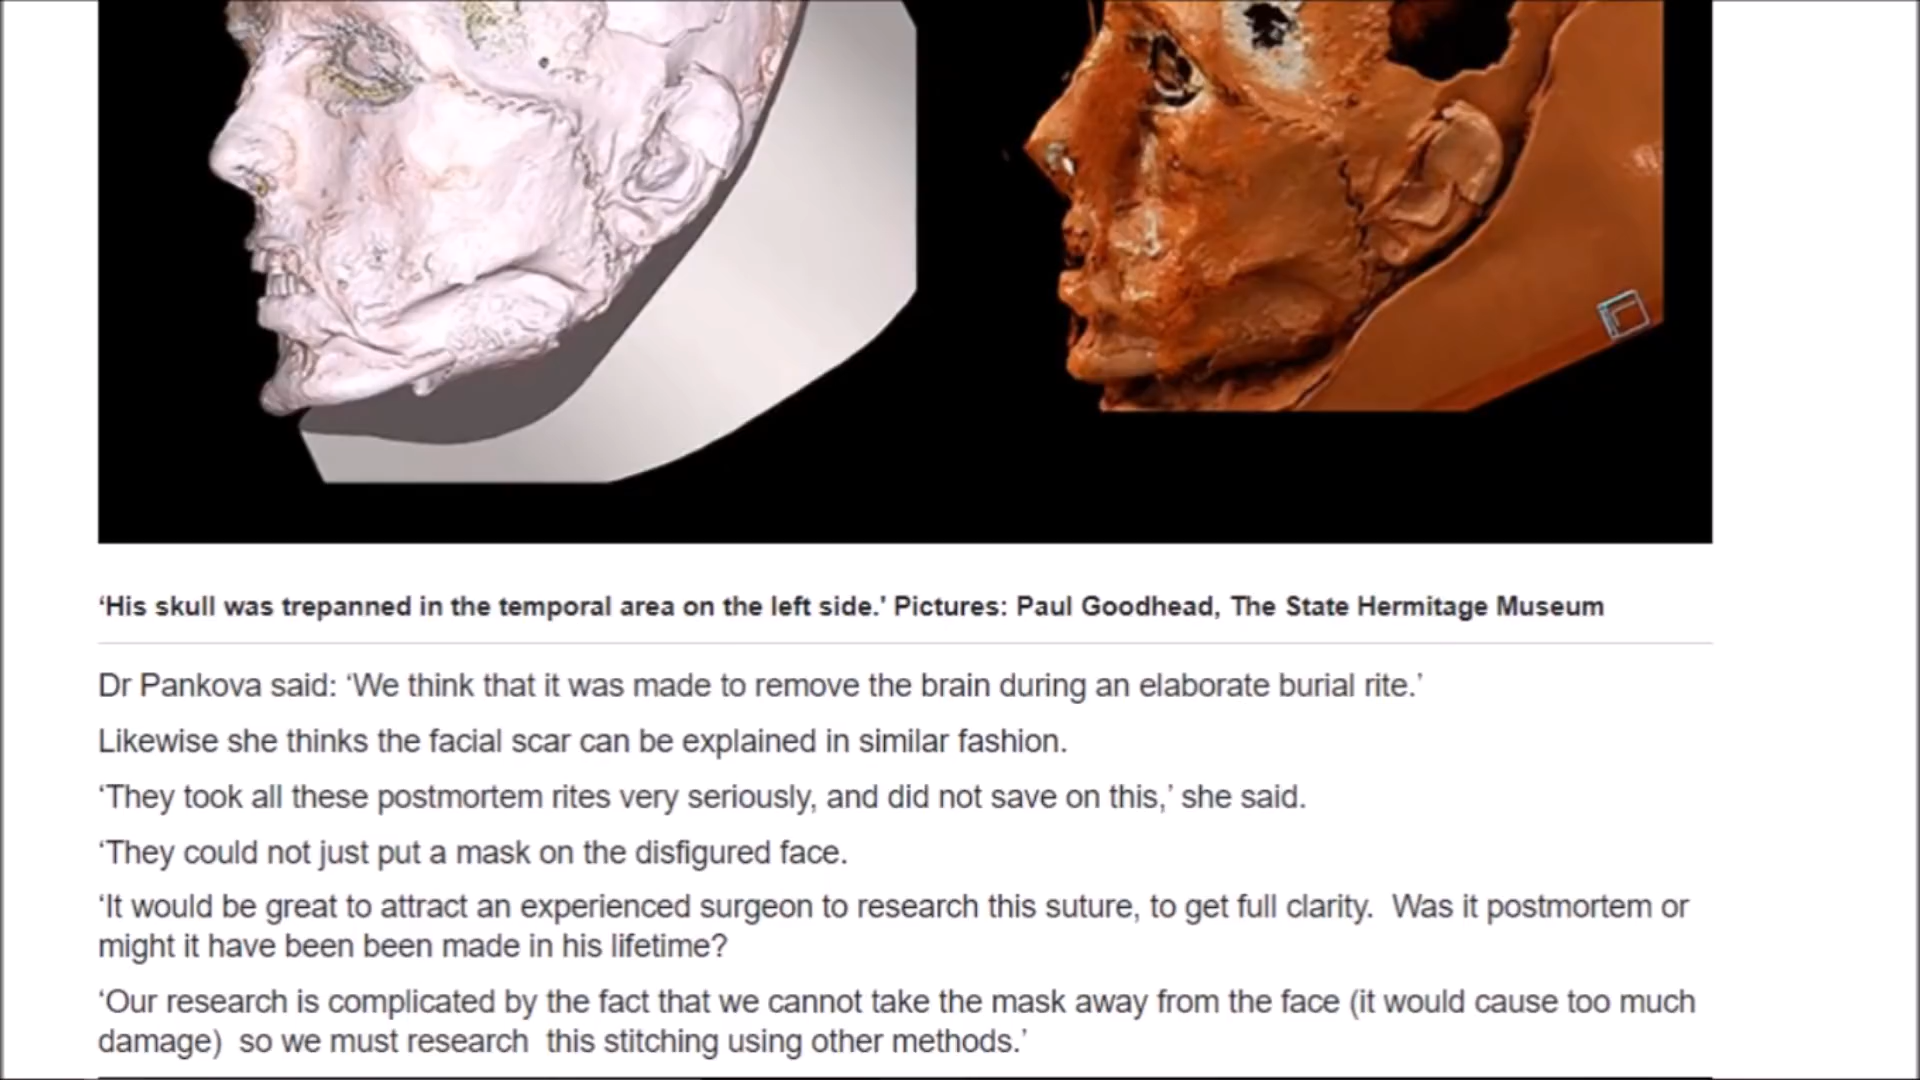 ‘His skull was trepanned in the temporal area on the left side.’ Pictures: Paul Goodhead, The State Hermitage Museum
Dr Pankova said: ‘We think that it was made to remove the brain during an elaborate burial rite.’
Likewise she thinks the facial scar can be explained in similar fashion.
‘They took all these postmortem rites very seriously, and did not save on this,’ she said.
‘They could not just put a mask on the disfigured face.
‘It would be great to attract an experienced surgeon to research this suture, to get full clarity.  Was it postmortem or
might it have been been made in his lifetime?
‘Our research is complicated by the fact that we cannot take the mask away from the face (it would cause too much
damage)  so we must research  this stitching using other methods.’